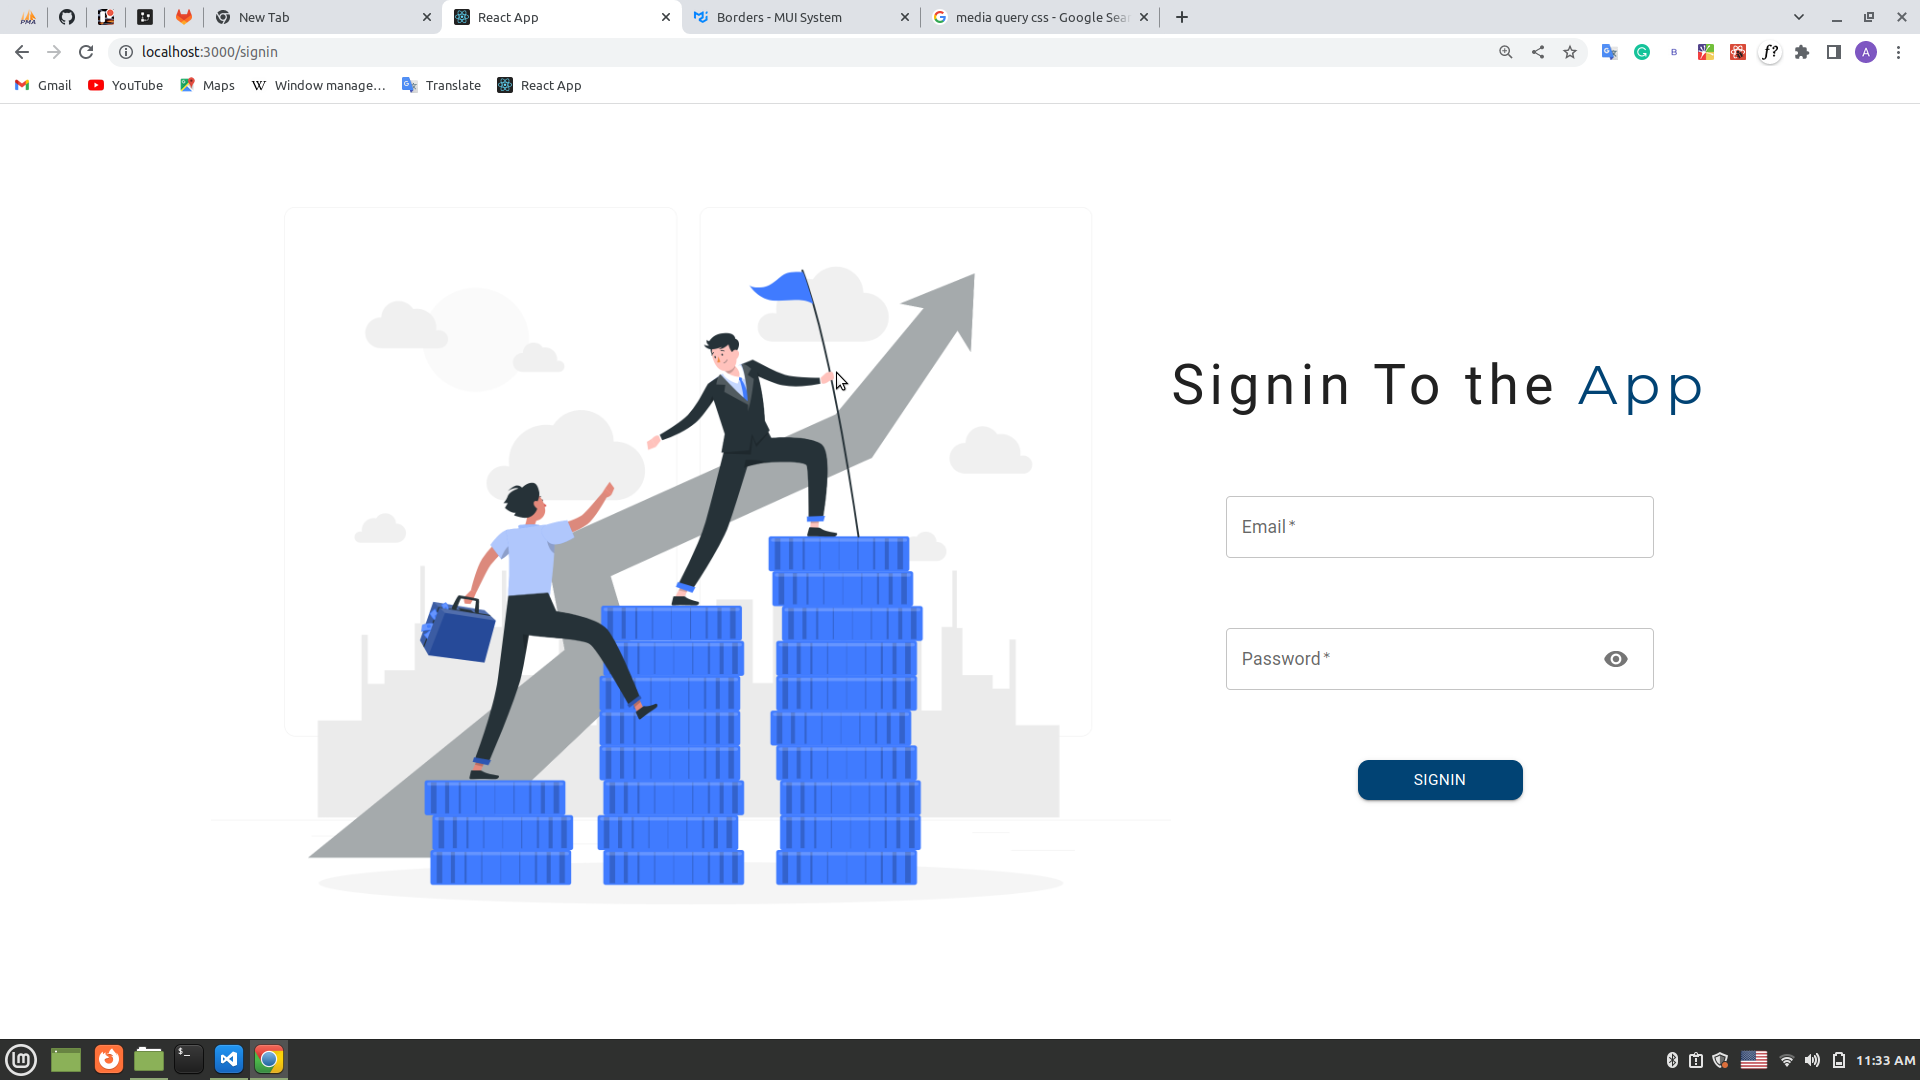 PMA
New Tab
React App
Borders - MUI System
media query css - Google Sear
localhost:3000/signin
B
f?
A
Gmail
YouTube
Maps
W Window manage...
Translate
React App
Signin To the App
Email *
Password *
SIGNIN
$_
11:33 AM